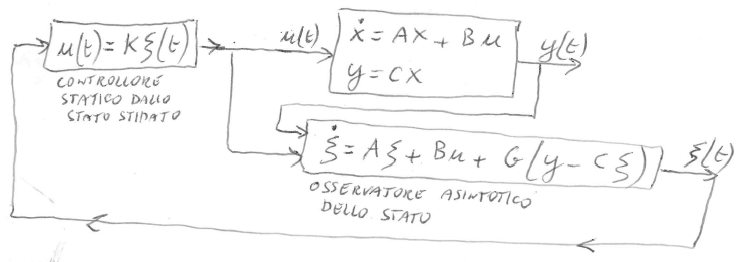 u(t) = Kξ(t)
CONTROLLORE
STATICO DALLO
STATO STIMATO
u(t)
ẋ = Ax + Bu
y = Cx
y(t)
ξ̇ = Aξ + Bu + G(y - Cξ)
ξ(t)
OSSERVATORE ASINTOTICO
DELLO STATO